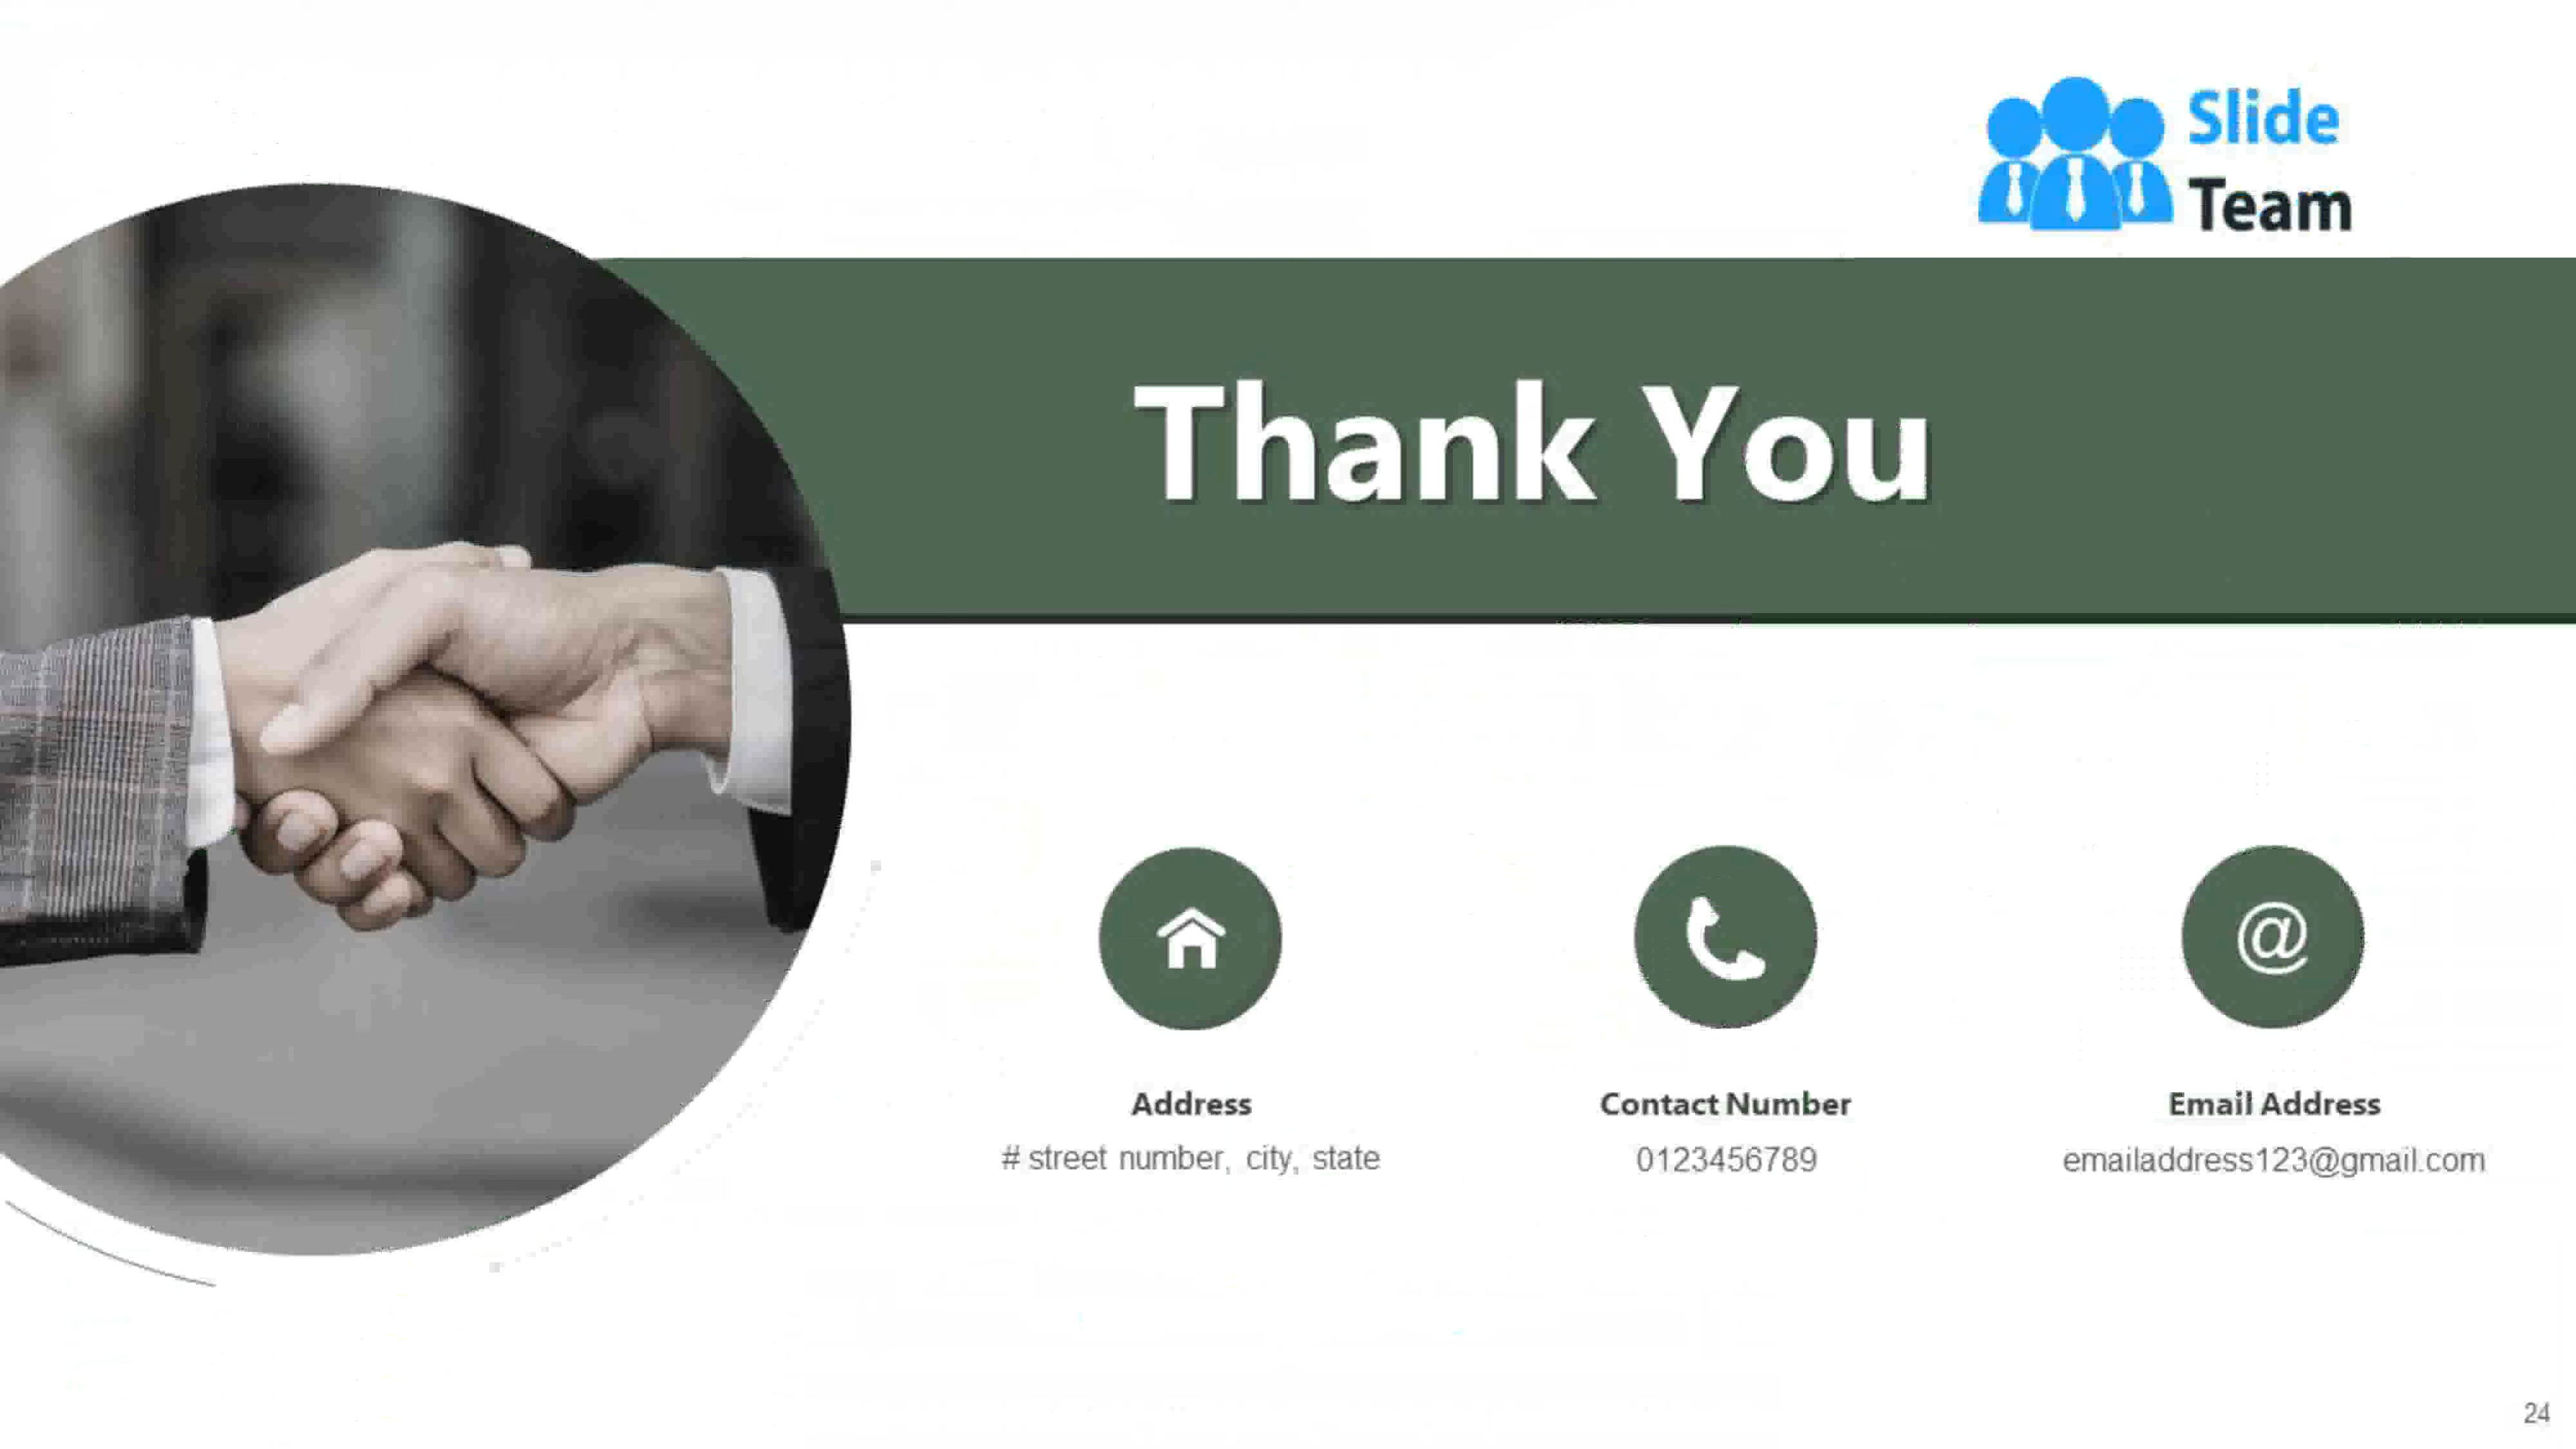 Slide
Team
Thank You
@
Address
# street number, city, state
Contact Number
0123456789
Email Address
emailaddress123@gmail.com
24